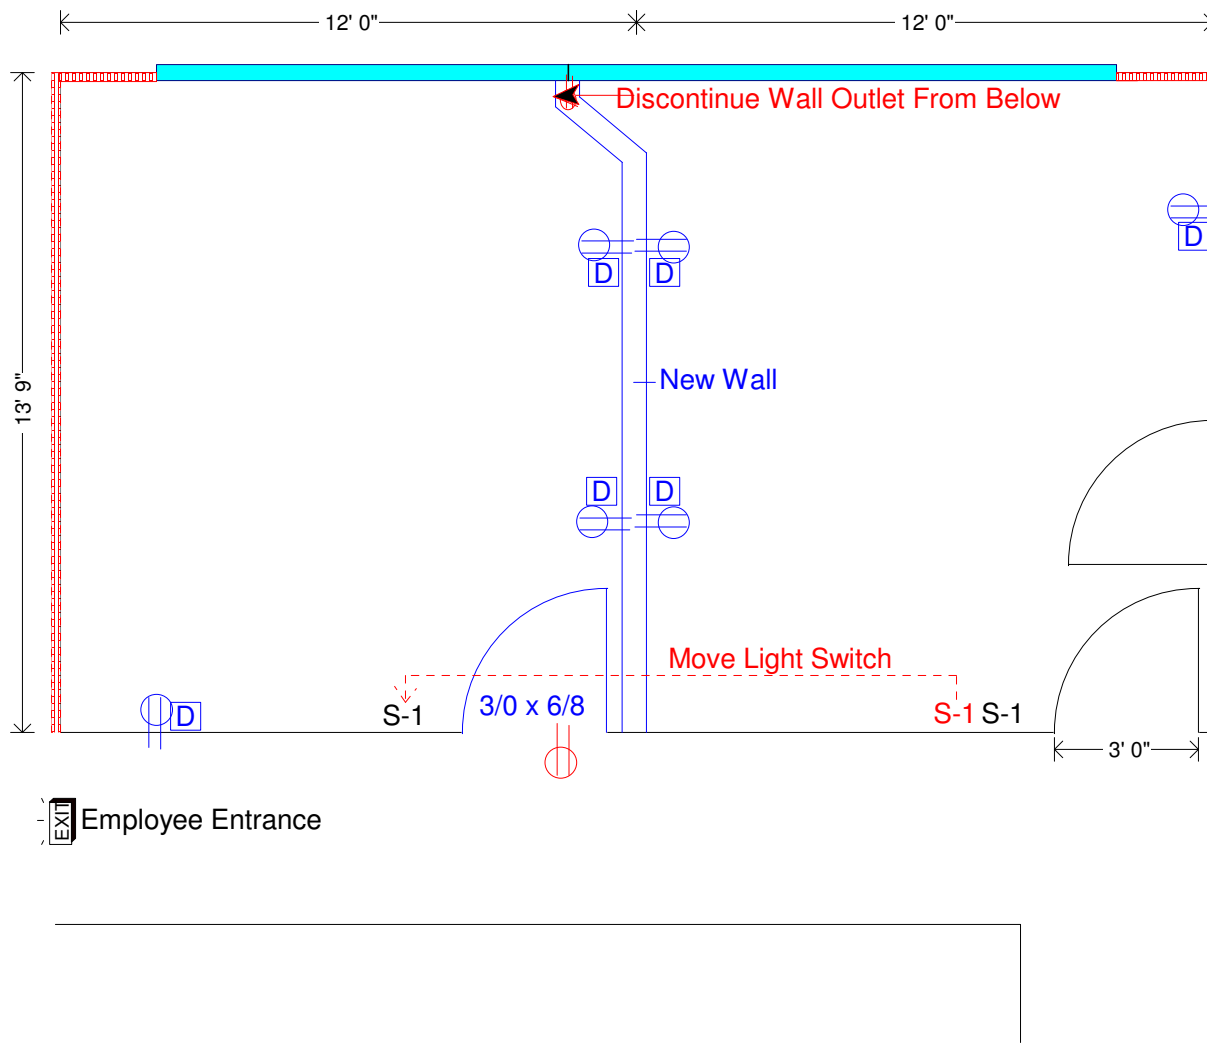 12' 0"
12' 0"
Discontinue Wall Outlet From Below
D
D
D
13' 9"
New Wall
D
D
Move Light Switch
D
S-1
3/0 x 6/8
S-1 S-1
3' 0"
EXIT
Employee Entrance